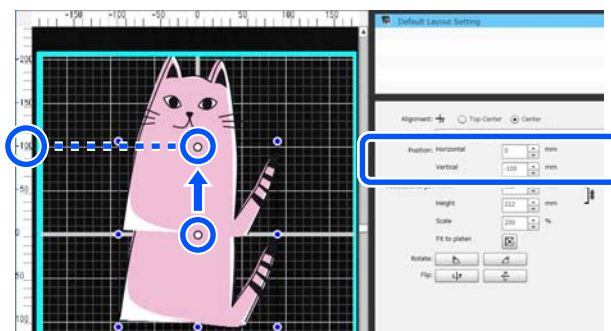 -150 -100 -50 0 50 100 150
Default Layout Setting
-200
-150
-100
-50
0
50
100
Alignment: Top Center Center
Position: Horizontal 0 mm
Vertical -100 mm
mm
Height 212 mm
Scale 200 %
Fit to platen
Rotate:
Flip: